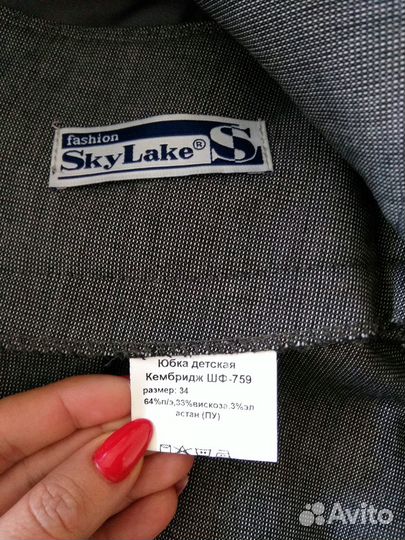 fashion
SkyLake® S
Юбка детская
Кембридж ШФ-759
размер: 34
64%п/э,33%вискоза,3%эл
астан (ПУ)
Avito